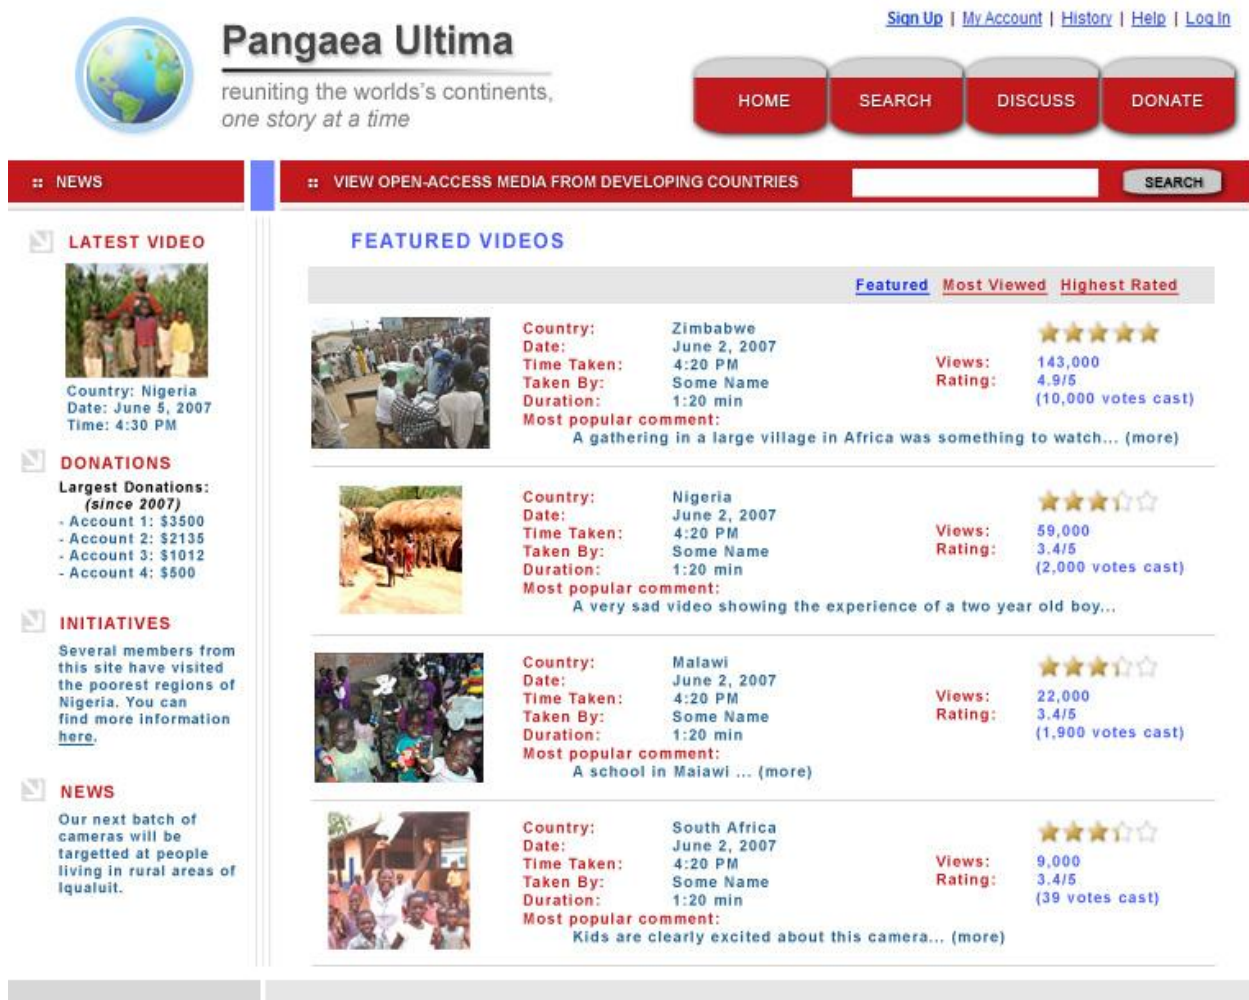 Sign Up | My Account | History | Help | Log In
Pangaea Ultima
reuniting the worlds's continents,
one story at a time
HOME SEARCH DISCUSS DONATE
NEWS
VIEW OPEN-ACCESS MEDIA FROM DEVELOPING COUNTRIES SEARCH
LATEST VIDEO
Country: Nigeria
Date: June 5, 2007
Time: 4:30 PM
DONATIONS
Largest Donations:
(since 2007)
- Account 1: $3500
- Account 2: $2135
- Account 3: $1012
- Account 4: $500
INITIATIVES
Several members from
this site have visited
the poorest regions of
Nigeria. You can
find more information
here.
NEWS
Our next batch of
cameras will be
targetted at people
living in rural areas of
Iqualuit.
FEATURED VIDEOS
Featured Most Viewed Highest Rated
Country: Zimbabwe
Date: June 2, 2007
Time Taken: 4:20 PM Views: 143,000
Taken By: Some Name Rating: 4.9/5
Duration: 1:20 min (10,000 votes cast)
Most popular comment:
A gathering in a large village in Africa was something to watch... (more)
Country: Nigeria
Date: June 2, 2007
Time Taken: 4:20 PM Views: 59,000
Taken By: Some Name Rating: 3.4/5
Duration: 1:20 min (2,000 votes cast)
Most popular comment:
A very sad video showing the experience of a two year old boy...
Country: Malawi
Date: June 2, 2007
Time Taken: 4:20 PM Views: 22,000
Taken By: Some Name Rating: 3.4/5
Duration: 1:20 min (1,900 votes cast)
Most popular comment:
A school in Malawi ... (more)
Country: South Africa
Date: June 2, 2007
Time Taken: 4:20 PM Views: 9,000
Taken By: Some Name Rating: 3.4/5
Duration: 1:20 min (39 votes cast)
Most popular comment:
Kids are clearly excited about this camera... (more)